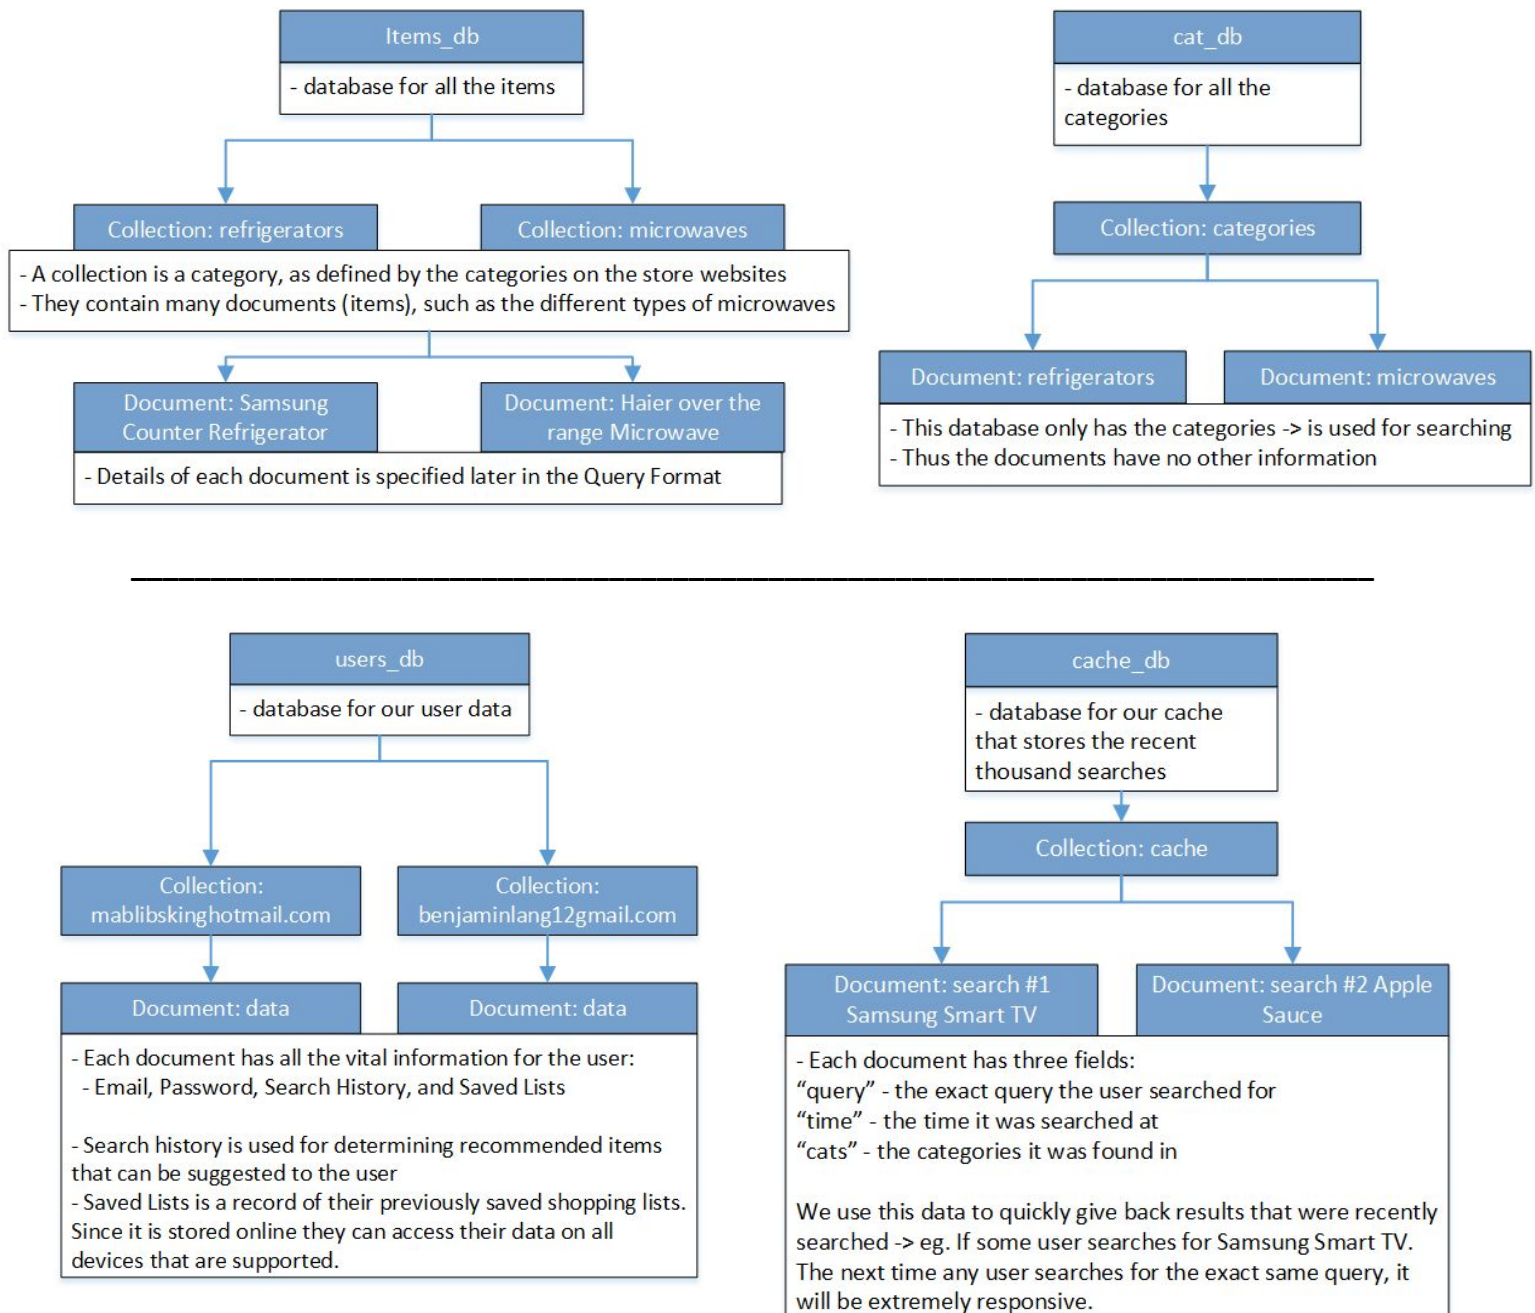 Items_db
- database for all the items
Collection: refrigerators
Collection: microwaves
- A collection is a category, as defined by the categories on the store websites
- They contain many documents (items), such as the different types of microwaves
Document: Samsung
Counter Refrigerator
Document: Haier over the
range Microwave
- Details of each document is specified later in the Query Format
cat_db
- database for all the
categories
Collection: categories
Document: refrigerators
Document: microwaves
- This database only has the categories -> is used for searching
- Thus the documents have no other information
users_db
- database for our user data
Collection:
mablibskinghotmail.com
Collection:
benjaminlang12gmail.com
Document: data
Document: data
- Each document has all the vital information for the user:
- Email, Password, Search History, and Saved Lists
- Search history is used for determining recommended items
that can be suggested to the user
- Saved Lists is a record of their previously saved shopping lists.
Since it is stored online they can access their data on all
devices that are supported.
cache_db
- database for our cache
that stores the recent
thousand searches
Collection: cache
Document: search #1
Samsung Smart TV
Document: search #2 Apple
Sauce
- Each document has three fields:
“query” - the exact query the user searched for
“time” - the time it was searched at
“cats” - the categories it was found in
We use this data to quickly give back results that were recently
searched -> eg. If some user searches for Samsung Smart TV.
The next time any user searches for the exact same query, it
will be extremely responsive.